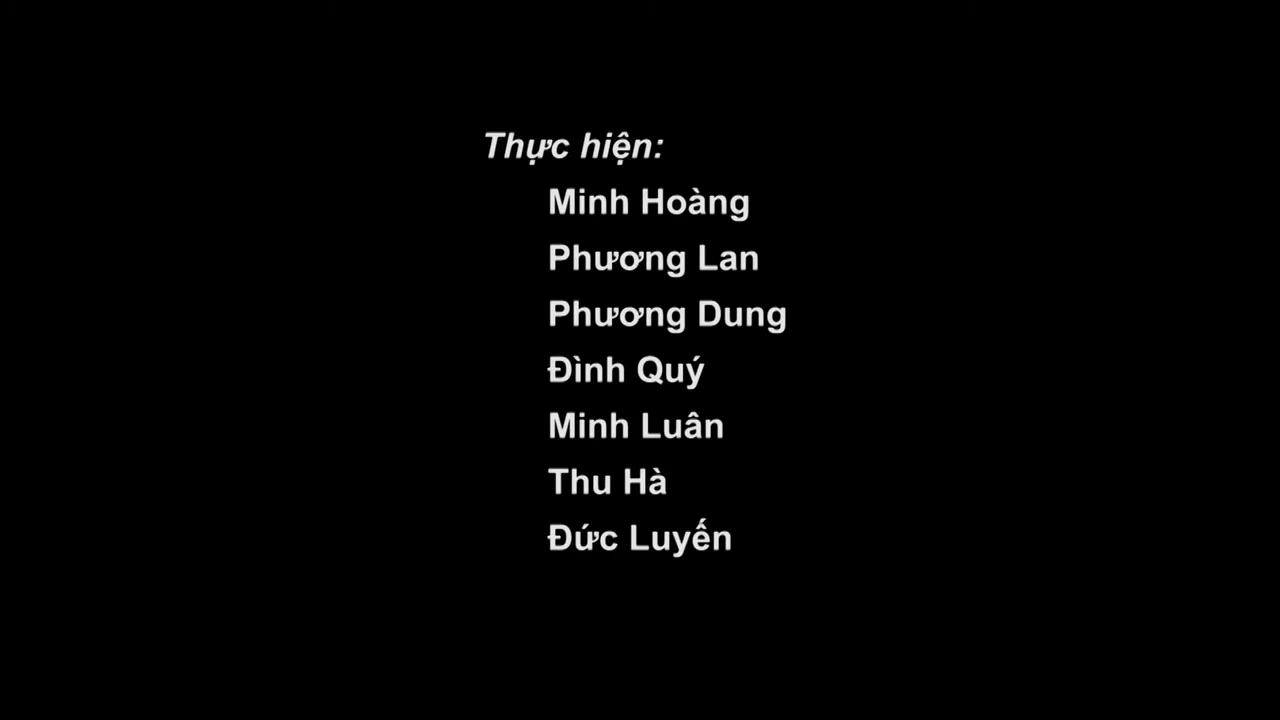 Thực hiện:
Minh Hoàng
Phương Lan
Phương Dung
Đình Quý
Minh Luân
Thu Hà
Đức Luyến